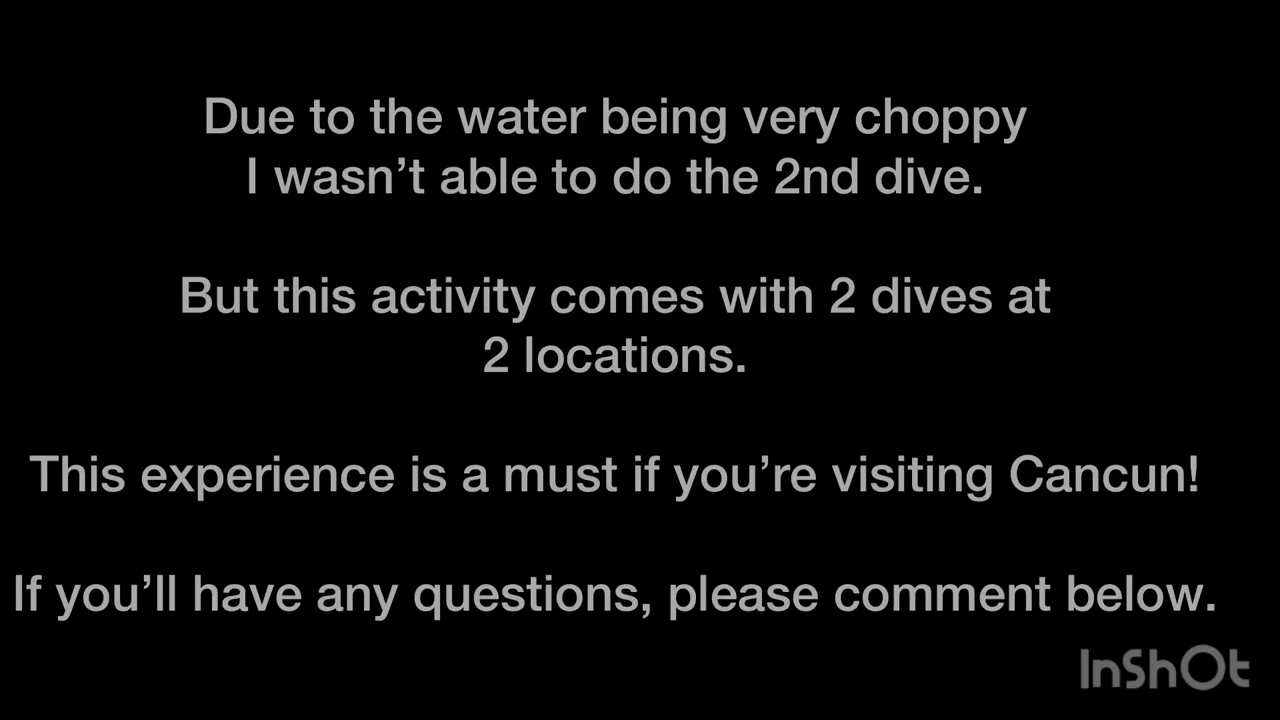 Due to the water being very choppy
I wasn’t able to do the 2nd dive.
But this activity comes with 2 dives at
2 locations.
This experience is a must if you’re visiting Cancun!
If you’ll have any questions, please comment below.
InShOt